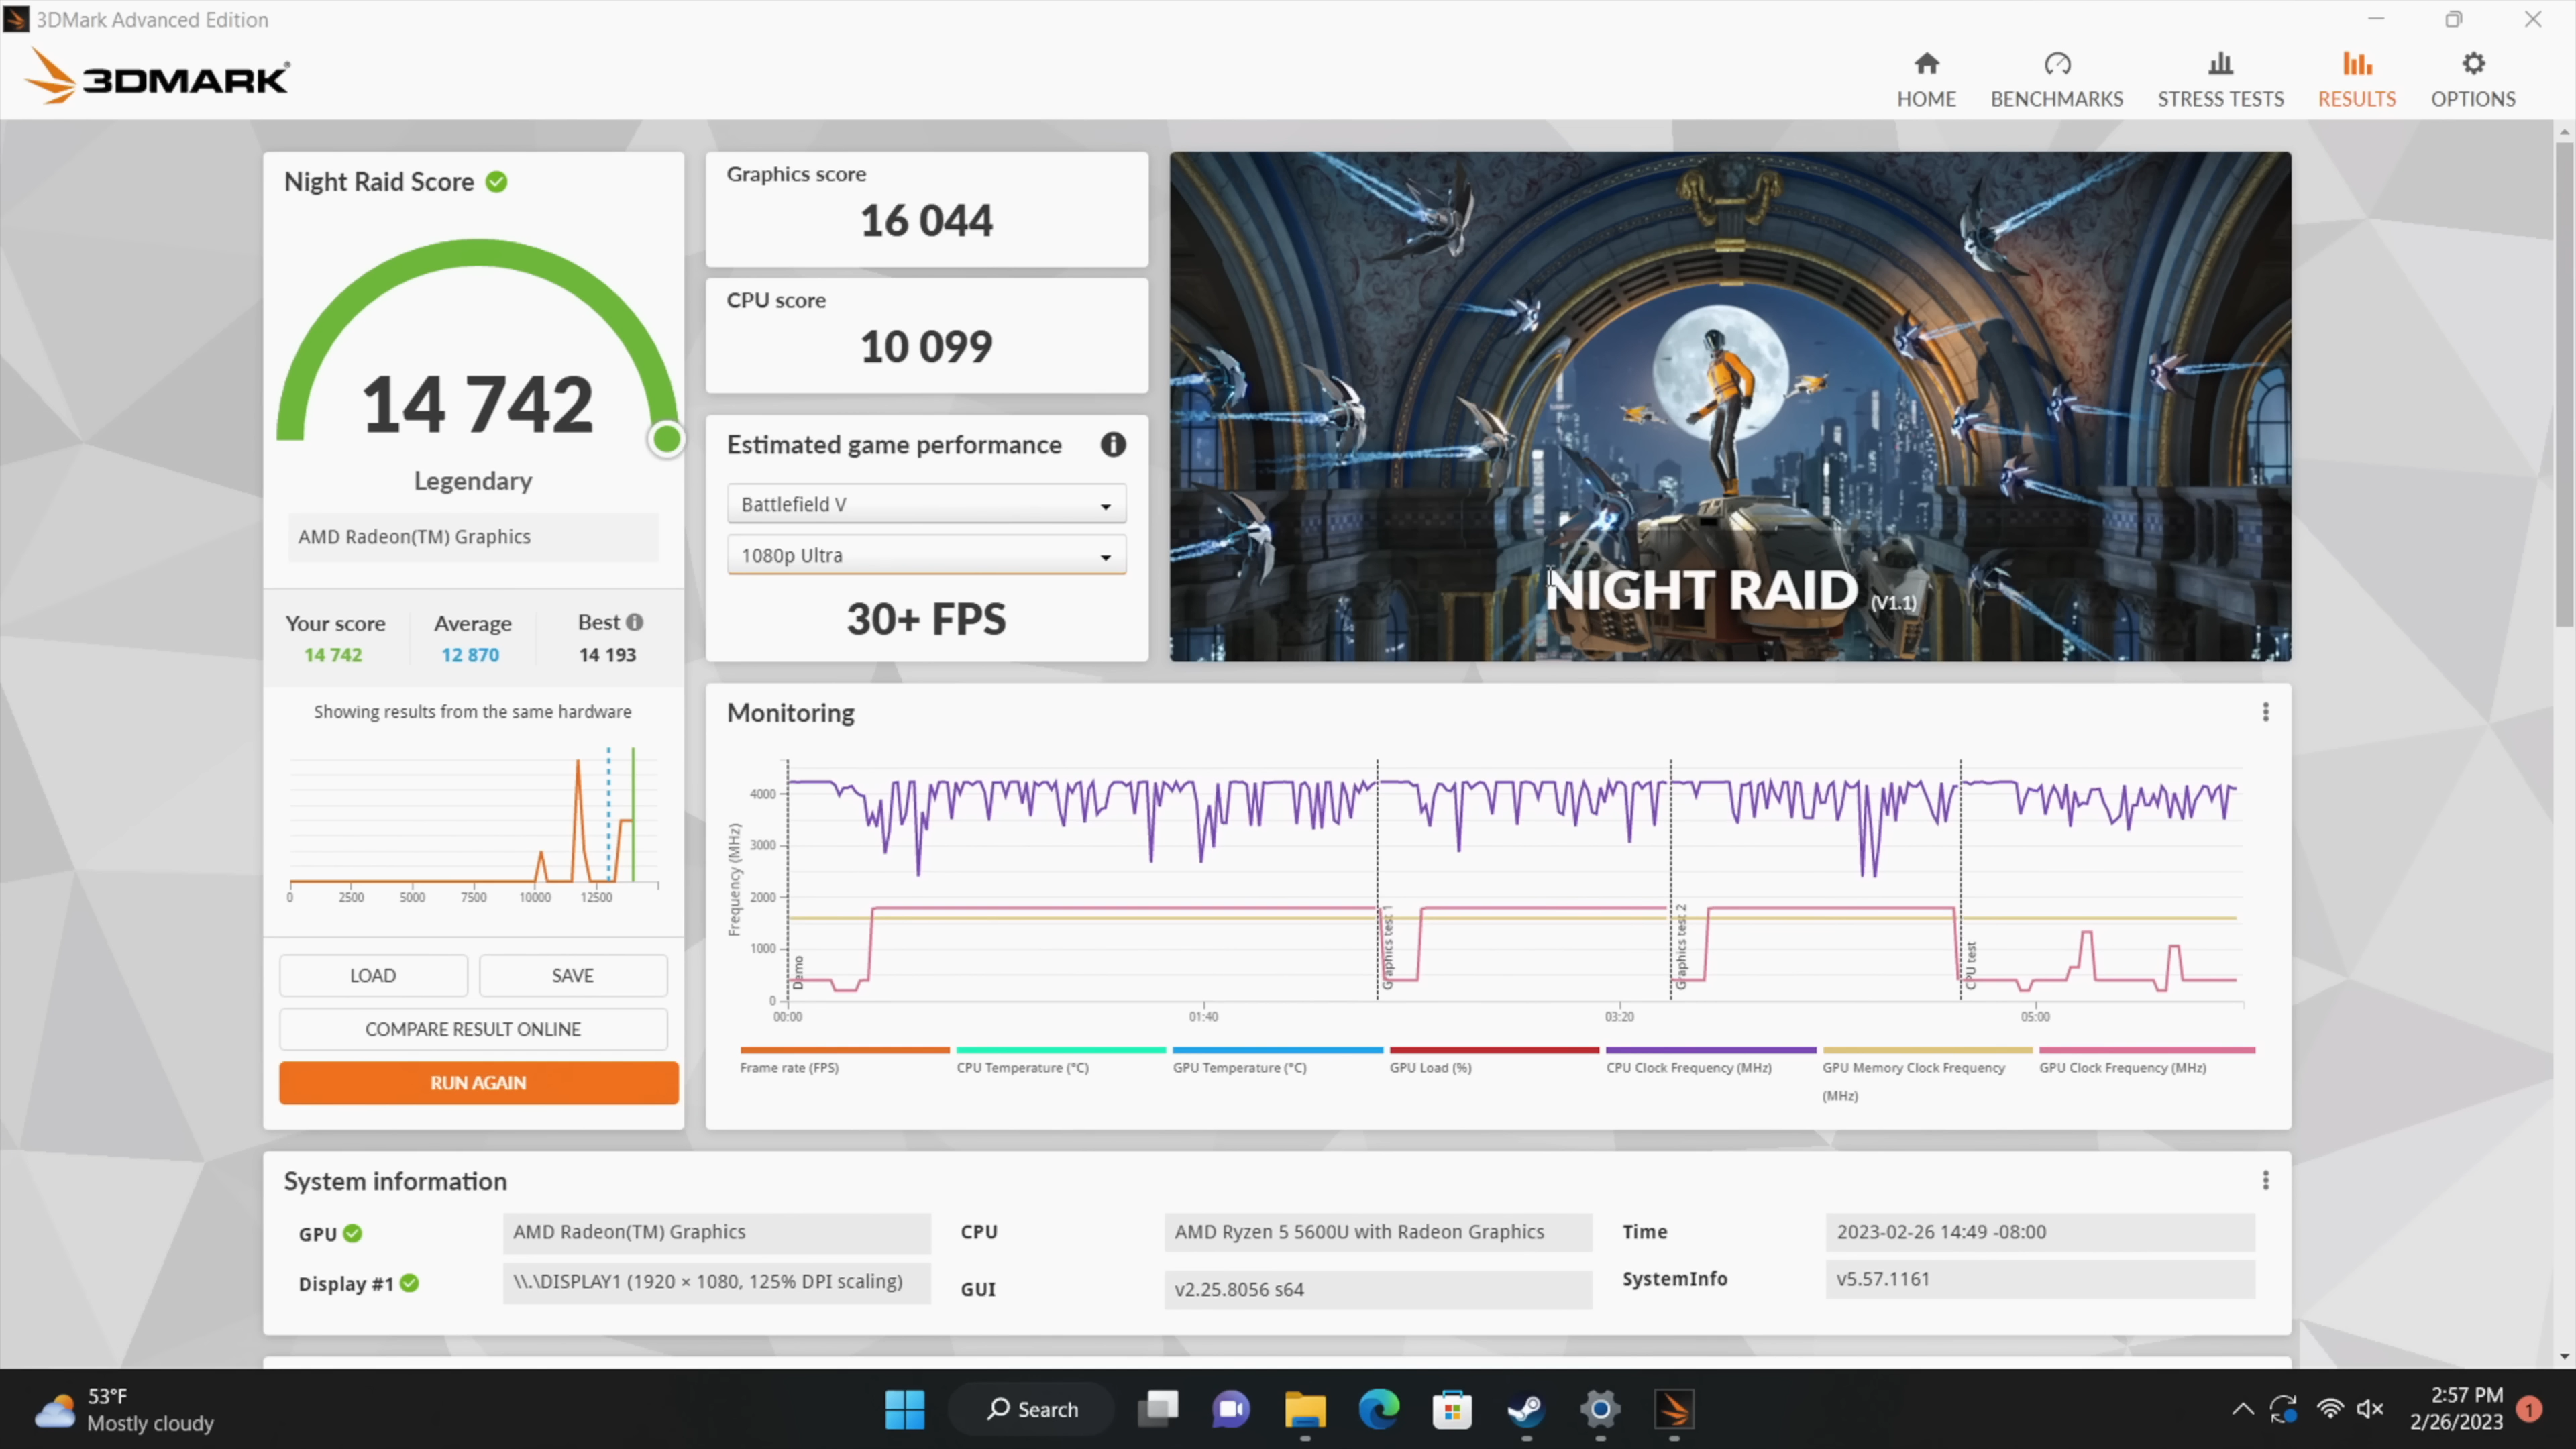 3DMark Advanced Edition
3DMARK®
HOME
BENCHMARKS
STRESS TESTS
RESULTS
OPTIONS
Night Raid Score
14 742
Legendary
AMD Radeon(TM) Graphics
Your score
Average
Best
14 742
12 870
14 193
Showing results from the same hardware
0 2500 5000 7500 10000 12500
LOAD
SAVE
COMPARE RESULT ONLINE
RUN AGAIN
Graphics score
16 044
CPU score
10 099
Estimated game performance
Battlefield V
1080p Ultra
30+ FPS
NIGHT RAID (V1.1)
Monitoring
Frequency (MHz)
4000
3000
2000
1000
0
Demo
Graphics test 1
Graphics test 2
CPU test
00:00 01:40 03:20 05:00
Frame rate (FPS)
CPU Temperature (°C)
GPU Temperature (°C)
GPU Load (%)
CPU Clock Frequency (MHz)
GPU Memory Clock Frequency
(MHz)
GPU Clock Frequency (MHz)
System information
GPU
AMD Radeon(TM) Graphics
CPU
AMD Ryzen 5 5600U with Radeon Graphics
Time
2023-02-26 14:49 -08:00
Display #1
\\.\DISPLAY1 (1920 × 1080, 125% DPI scaling)
GUI
v2.25.8056 s64
SystemInfo
v5.57.1161
53°F
Mostly cloudy
Search
2:57 PM
2/26/2023
1